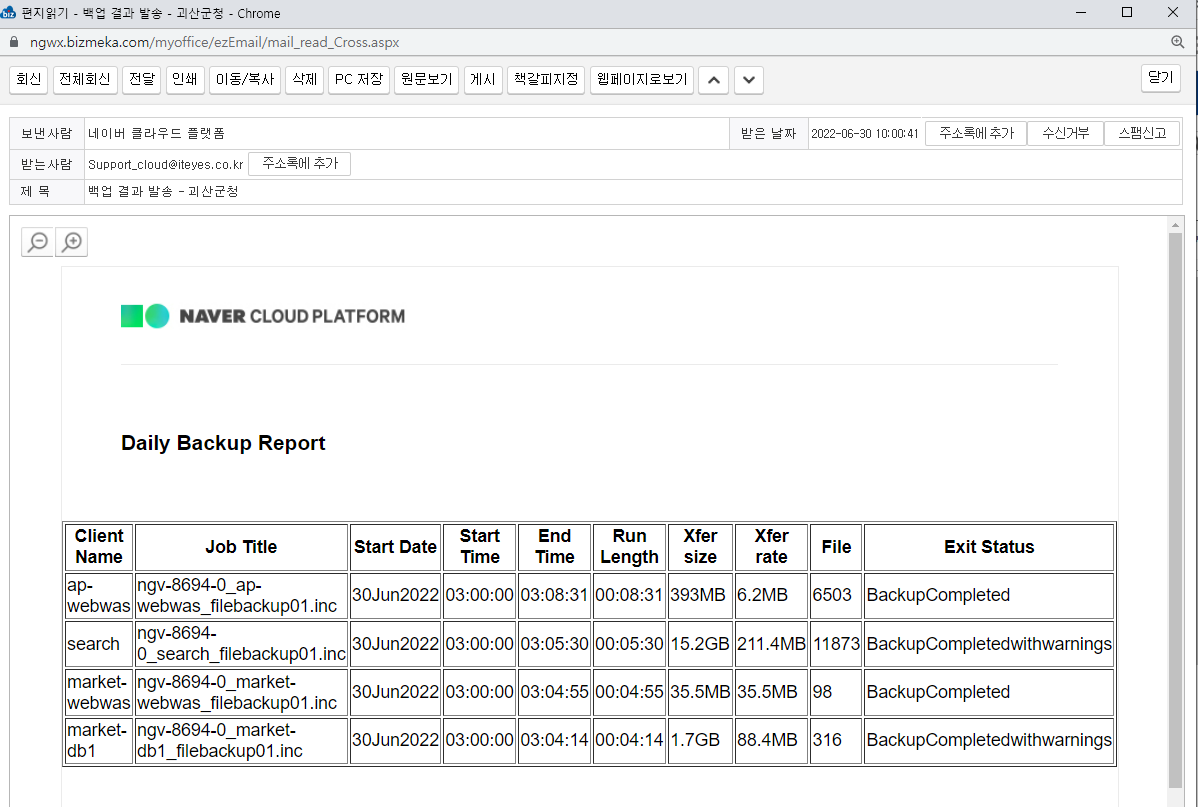 편지읽기 - 백업 결과 발송 - 괴산군청 - Chrome
ngwx.bizmeka.com/myoffice/ezEmail/mail_read_Cross.aspx
회신 전체회신 전달 인쇄 이동/복사 삭제 PC 저장 원문보기 게시 책갈피지정 웹페이지로보기 닫기
보낸사람 네이버 클라우드 플랫폼 받은 날짜 2022-06-30 10:00:41 주소록에 추가 수신거부 스팸신고
받는사람 Support_cloud@iteyes.co.kr 주소록에 추가
제 목 백업 결과 발송 - 괴산군청
NAVER CLOUD PLATFORM
Daily Backup Report
Client Name Job Title Start Date Start Time End Time Run Length Xfer size Xfer rate File Exit Status
ap-webwas ngv-8694-0_ap-webwas_filebackup01.inc 30Jun2022 03:00:00 03:08:31 00:08:31 393MB 6.2MB 6503 BackupCompleted
search ngv-8694-0_search_filebackup01.inc 30Jun2022 03:00:00 03:05:30 00:05:30 15.2GB 211.4MB 11873 BackupCompletedwithwarnings
market-webwas ngv-8694-0_market-webwas_filebackup01.inc 30Jun2022 03:00:00 03:04:55 00:04:55 35.5MB 35.5MB 98 BackupCompleted
market-db1 ngv-8694-0_market-db1_filebackup01.inc 30Jun2022 03:00:00 03:04:14 00:04:14 1.7GB 88.4MB 316 BackupCompletedwithwarnings